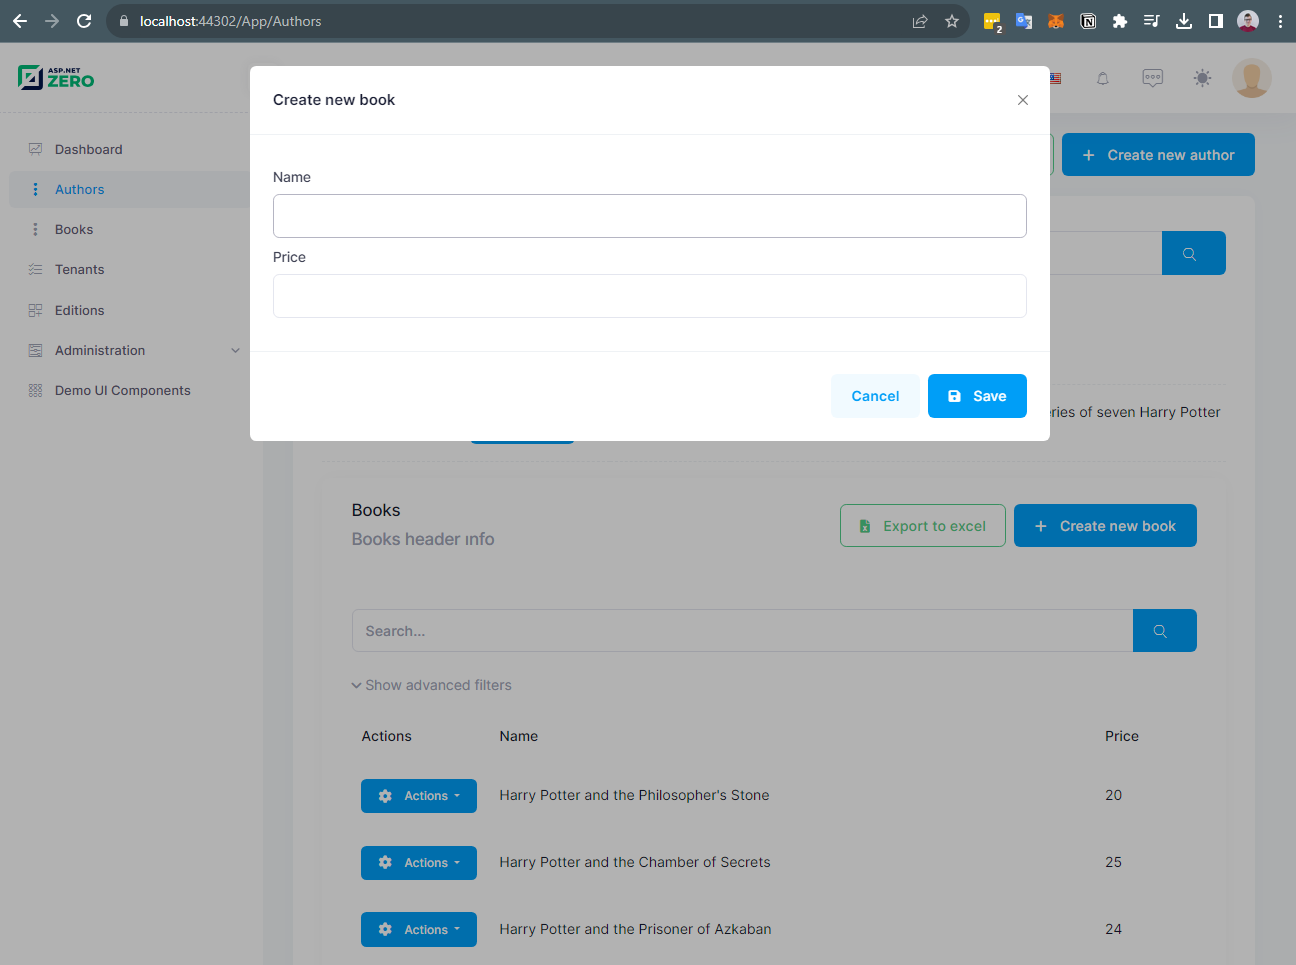 localhost:44302/App/Authors
2
ASP.NET
ZERO
Create new book
Dashboard
Authors
Books
Tenants
Editions
Administration
Demo UI Components
Name
Price
Cancel
Save
Create new author
eries of seven Harry Potter
Books
Books header ınfo
Export to excel
Create new book
Search...
Show advanced filters
Actions Name Price
Actions Harry Potter and the Philosopher's Stone 20
Actions Harry Potter and the Chamber of Secrets 25
Actions Harry Potter and the Prisoner of Azkaban 24